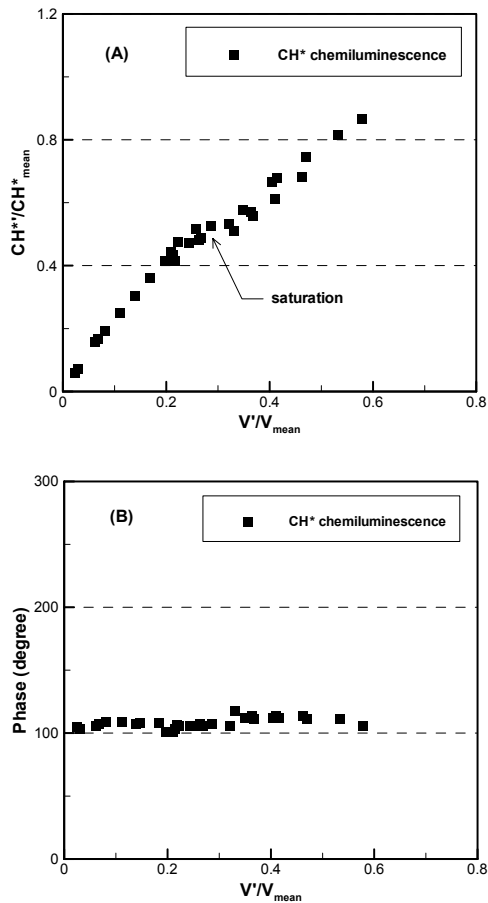 1.2
(A)
CH* chemiluminescence
0.8
CH*'/CH*mean
0.4
saturation
0
0 0.2 0.4 0.6 0.8
V'/Vmean
300
(B)
CH* chemiluminescence
200
Phase (degree)
100
0
0 0.2 0.4 0.6 0.8
V'/Vmean